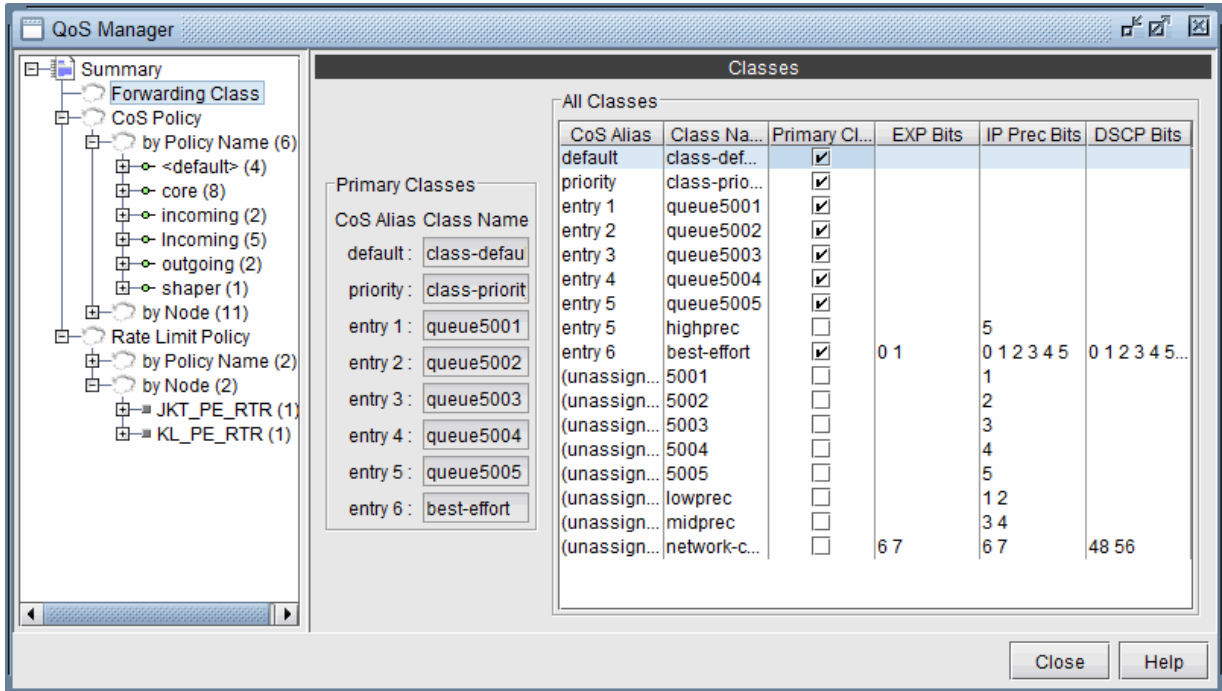 QoS Manager
Summary
Forwarding Class
CoS Policy
by Policy Name (6)
<default> (4)
core (8)
incoming (2)
Incoming (5)
outgoing (2)
shaper (1)
by Node (11)
Rate Limit Policy
by Policy Name (2)
by Node (2)
JKT_PE_RTR (1)
KL_PE_RTR (1)
Classes
Primary Classes
CoS Alias Class Name
default : class-defau
priority : class-priorit
entry 1 : queue5001
entry 2 : queue5002
entry 3 : queue5003
entry 4 : queue5004
entry 5 : queue5005
entry 6 : best-effort
All Classes
CoS Alias Class Na... Primary Cl... EXP Bits IP Prec Bits DSCP Bits
default class-def...
priority class-prio...
entry 1 queue5001
entry 2 queue5002
entry 3 queue5003
entry 4 queue5004
entry 5 queue5005
entry 5 highprec 5
entry 6 best-effort 0 1 0 1 2 3 4 5 0 1 2 3 4 5...
(unassign... 5001 1
(unassign... 5002 2
(unassign... 5003 3
(unassign... 5004 4
(unassign... 5005 5
(unassign... lowprec 1 2
(unassign... midprec 3 4
(unassign... network-c... 6 7 6 7 48 56
Close Help